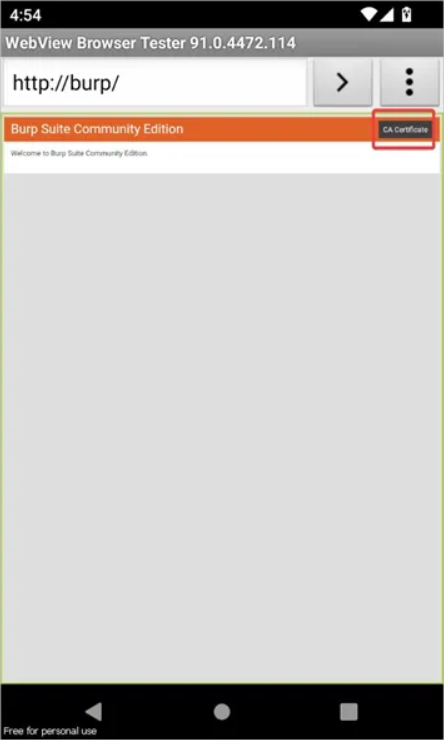 4:54
WebView Browser Tester 91.0.4472.114
http://burp/
Burp Suite Community Edition
CA Certificate
Welcome to Burp Suite Community Edition.
Free for personal use